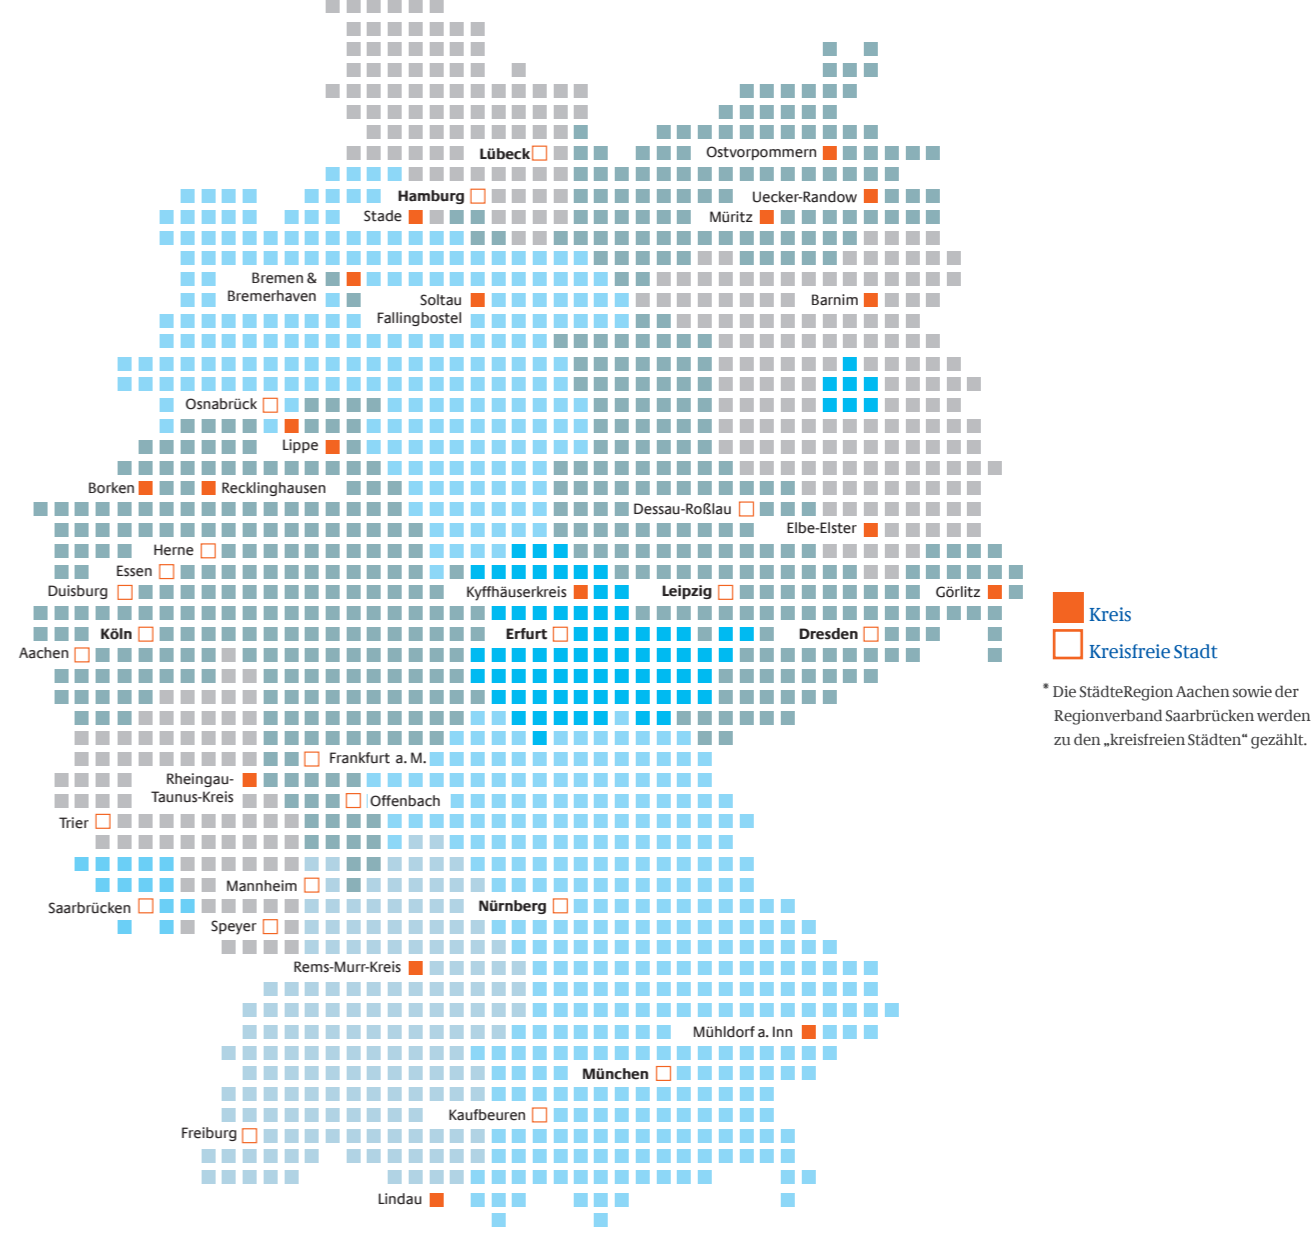 Lübeck
Ostvorpommern
Hamburg
Uecker-Randow
Stade
Müritz
Bremen &
Bremerhaven
Soltau
Fallingbostel
Barnim
Osnabrück
Lippe
Borken
Recklinghausen
Dessau-Roßlau
Elbe-Elster
Herne
Essen
Duisburg
Kyffhäuserkreis
Leipzig
Görlitz
Köln
Erfurt
Dresden
Aachen
Kreis
Kreisfreie Stadt
* Die StädteRegion Aachen sowie der
Regionverband Saarbrücken werden
zu den „kreisfreien Städten“ gezählt.
Frankfurt a. M.
Rheingau-
Taunus-Kreis
Offenbach
Trier
Mannheim
Saarbrücken
Nürnberg
Speyer
Rems-Murr-Kreis
Mühldorf a. Inn
München
Kaufbeuren
Freiburg
Lindau